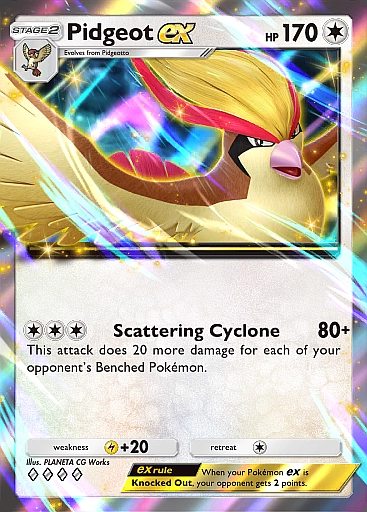 STAGE 2 Pidgeot ex HP 170
Evolves from Pidgeotto
Scattering Cyclone 80+
This attack does 20 more damage for each of your
opponent's Benched Pokémon.
weakness +20 retreat
Illus. PLANETA CG Works
ex rule When your Pokémon ex is
Knocked Out, your opponent gets 2 points.